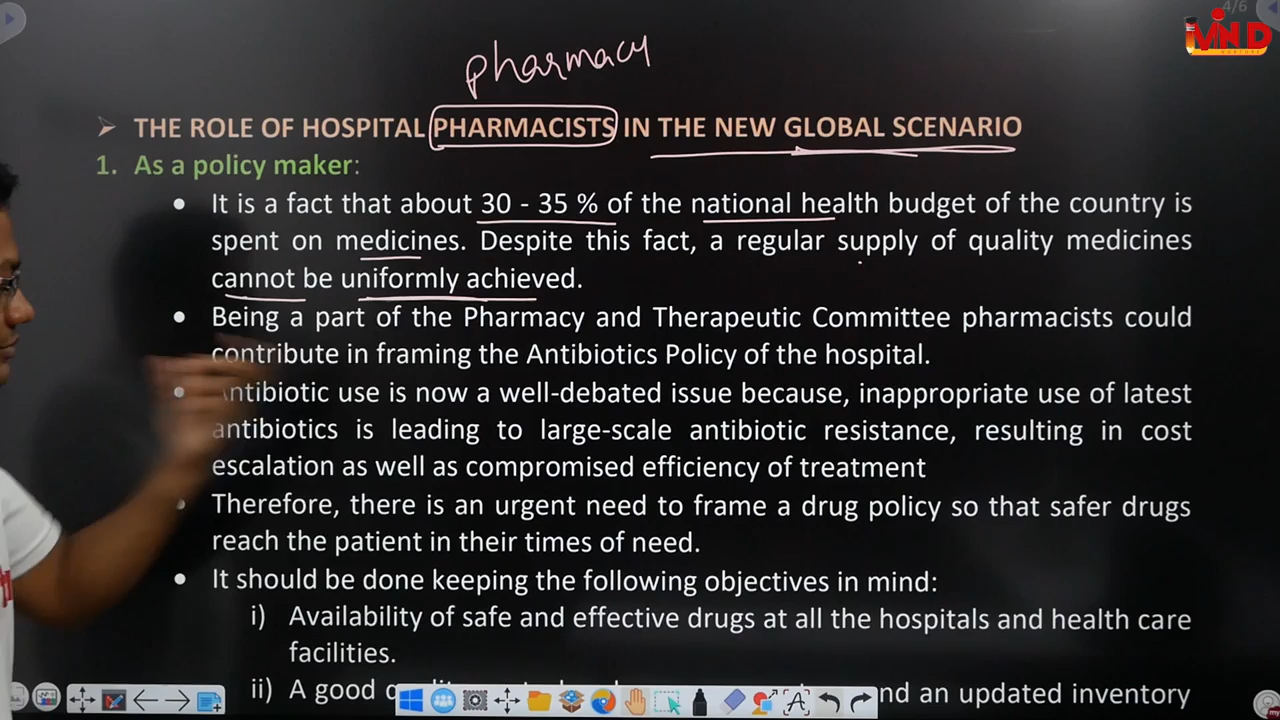 4/6
MIND
pharmacy
➢ THE ROLE OF HOSPITAL PHARMACISTS IN THE NEW GLOBAL SCENARIO
1. As a policy maker:
• It is a fact that about 30 - 35 % of the national health budget of the country is
spent on medicines. Despite this fact, a regular supply of quality medicines
cannot be uniformly achieved.
• Being a part of the Pharmacy and Therapeutic Committee pharmacists could
contribute in framing the Antibiotics Policy of the hospital.
• Antibiotic use is now a well-debated issue because, inappropriate use of latest
antibiotics is leading to large-scale antibiotic resistance, resulting in cost
escalation as well as compromised efficiency of treatment
• Therefore, there is an urgent need to frame a drug policy so that safer drugs
reach the patient in their times of need.
• It should be done keeping the following objectives in mind:
i) Availability of safe and effective drugs at all the hospitals and health care
facilities.
ii) A good and an updated inventory